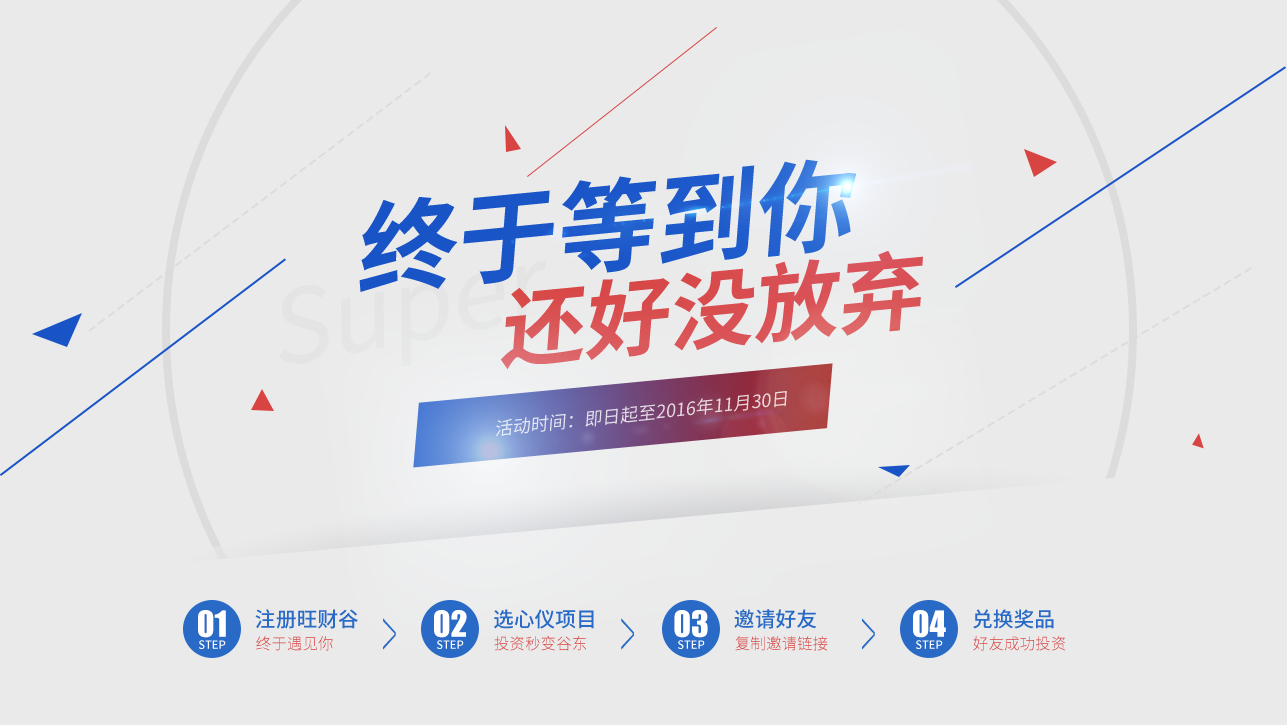 终于等到你
Super
还好没放弃
活动时间：即日起至2016年11月30日
01 STEP
注册旺财谷
终于遇见你
02 STEP
选心仪项目
投资秒变谷东
03 STEP
邀请好友
复制邀请链接
04 STEP
兑换奖品
好友成功投资